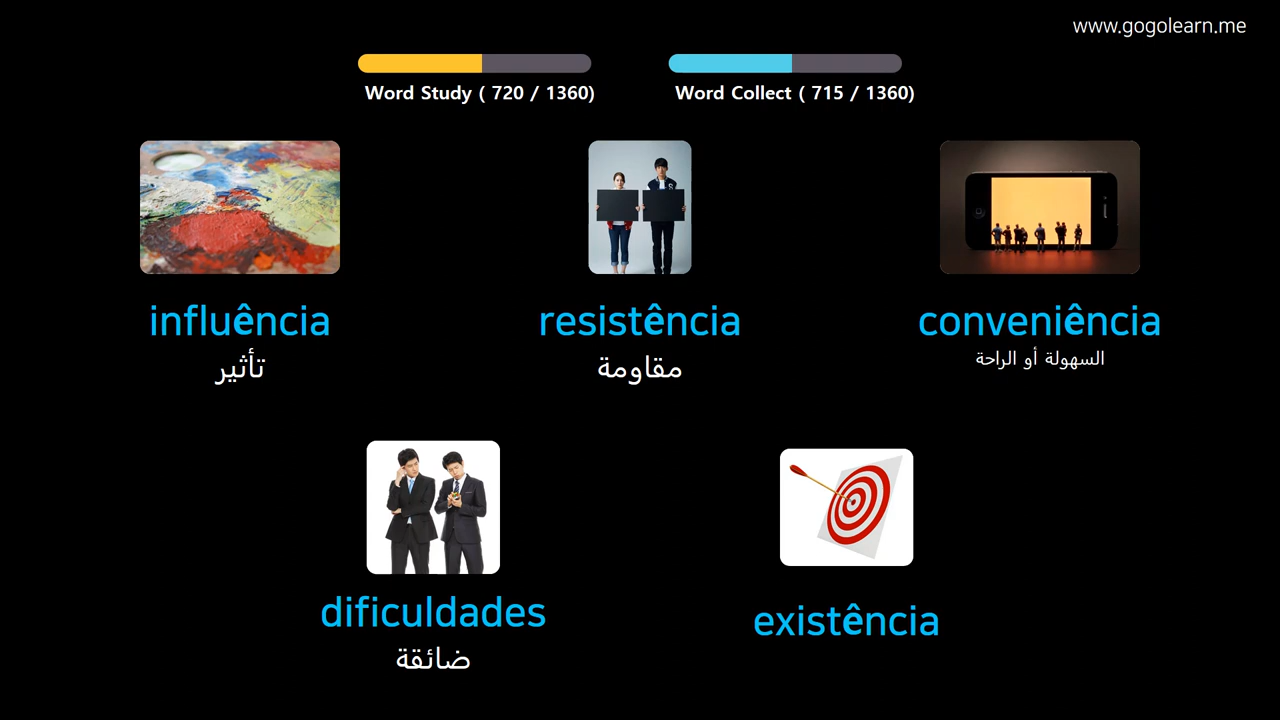 www.gogolearn.me
Word Study ( 720 / 1360)
Word Collect ( 715 / 1360)
influência
تأثير
resistência
مقاومة
conveniência
السهولة أو الراحة
dificuldades
ضائقة
existência